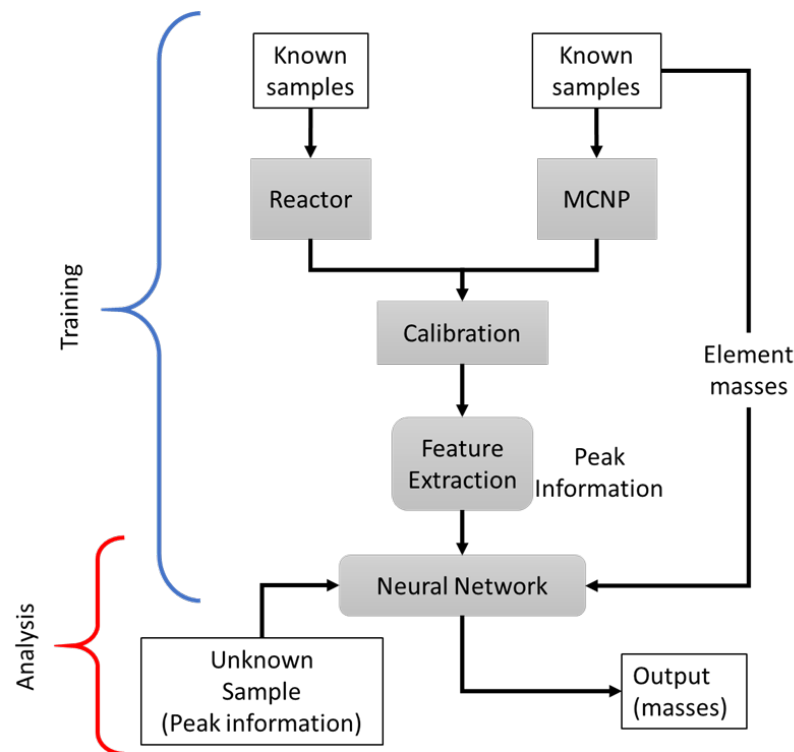 Known
samples
Known
samples
Reactor
MCNP
Calibration
Training
Element
masses
Feature
Extraction
Peak
Information
Neural Network
Analysis
Unknown
Sample
(Peak information)
Output
(masses)